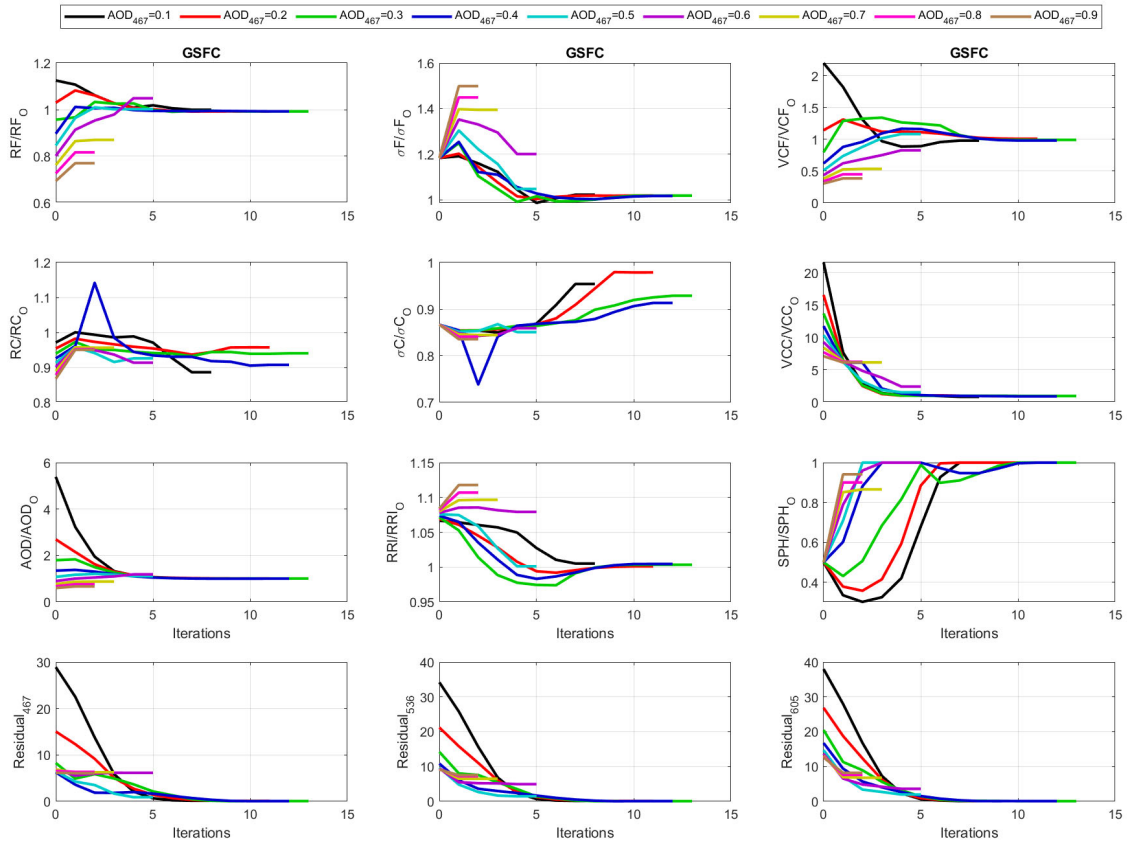 AOD467=0.1 AOD467=0.2 AOD467=0.3 AOD467=0.4 AOD467=0.5 AOD467=0.6 AOD467=0.7 AOD467=0.8 AOD467=0.9
GSFC GSFC GSFC
RF/RFO
1.2
1
0.8
0.6
0 5 10 15
σF/σFO
1.6
1.4
1.2
1
0 5 10 15
VCF/VCFO
2
1.5
1
0.5
0
0 5 10 15
RC/RCO
1.2
1.1
1
0.9
0.8
0 5 10 15
σC/σCO
1
0.9
0.8
0.7
0 5 10 15
VCC/VCCO
20
15
10
5
0
0 5 10 15
AOD/AODO
6
4
2
0
0 5 10 15
Iterations
RRI/RRIO
1.15
1.1
1.05
1
0.95
0 5 10 15
Iterations
SPH/SPHO
1
0.8
0.6
0.4
0 5 10 15
Iterations
Residual467
30
20
10
0
0 5 10 15
Iterations
Residual536
40
30
20
10
0
0 5 10 15
Iterations
Residual605
40
30
20
10
0
0 5 10 15
Iterations